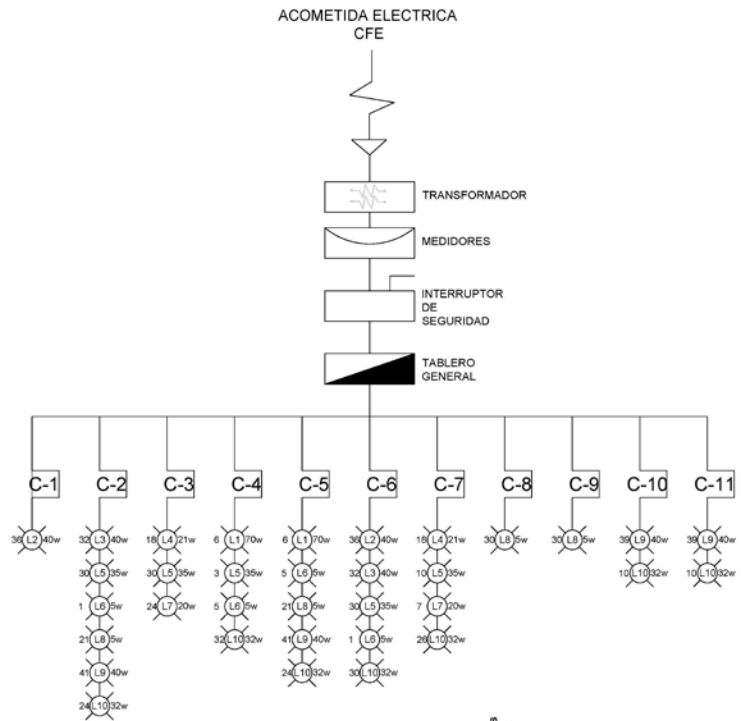 ACOMETIDA ELECTRICA
CFE
TRANSFORMADOR
MEDIDORES
INTERRUPTOR
DE
SEGURIDAD
TABLERO
GENERAL
C-1 C-2 C-3 C-4 C-5 C-6 C-7 C-8 C-9 C-10 C-11
36 L2 40w 32 L3 40w 18 L4 21w 6 L1 70w 6 L1 70w 36 L2 40w 18 L4 21w 30 L8 5w 30 L8 5w 39 L9 40w 39 L9 40w
30 L5 35w 30 L5 35w 3 L5 35w 5 L6 5w 32 L3 40w 10 L5 35w 10 L10 32w 10 L10 32w
1 L6 5w 24 L7 20w 5 L6 5w 21 L8 5w 30 L5 35w 7 L7 20w
21 L8 5w 32 L10 32w 41 L9 40w 1 L6 5w 26 L10 32w
41 L9 40w 24 L10 32w 30 L10 32w
24 L10 32w